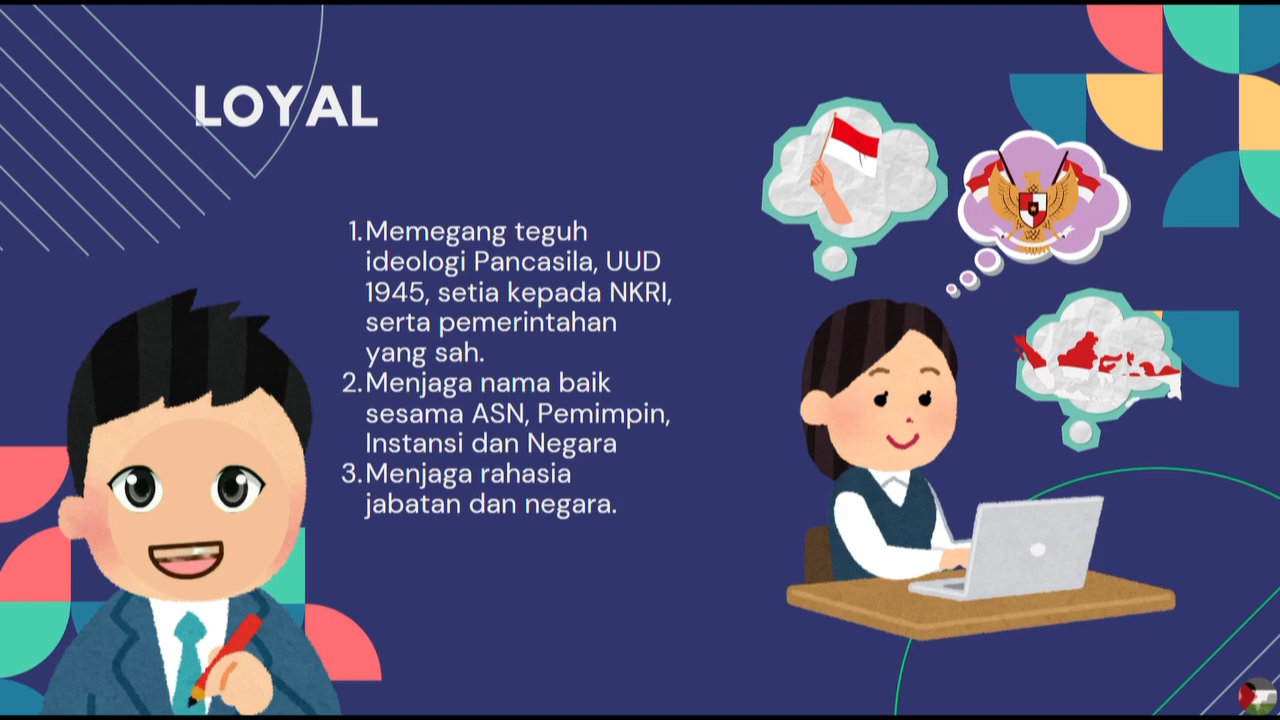 LOYAL
1. Memegang teguh
ideologi Pancasila, UUD
1945, setia kepada NKRI,
serta pemerintahan
yang sah.
2. Menjaga nama baik
sesama ASN, Pemimpin,
Instansi dan Negara
3. Menjaga rahasia
jabatan dan negara.